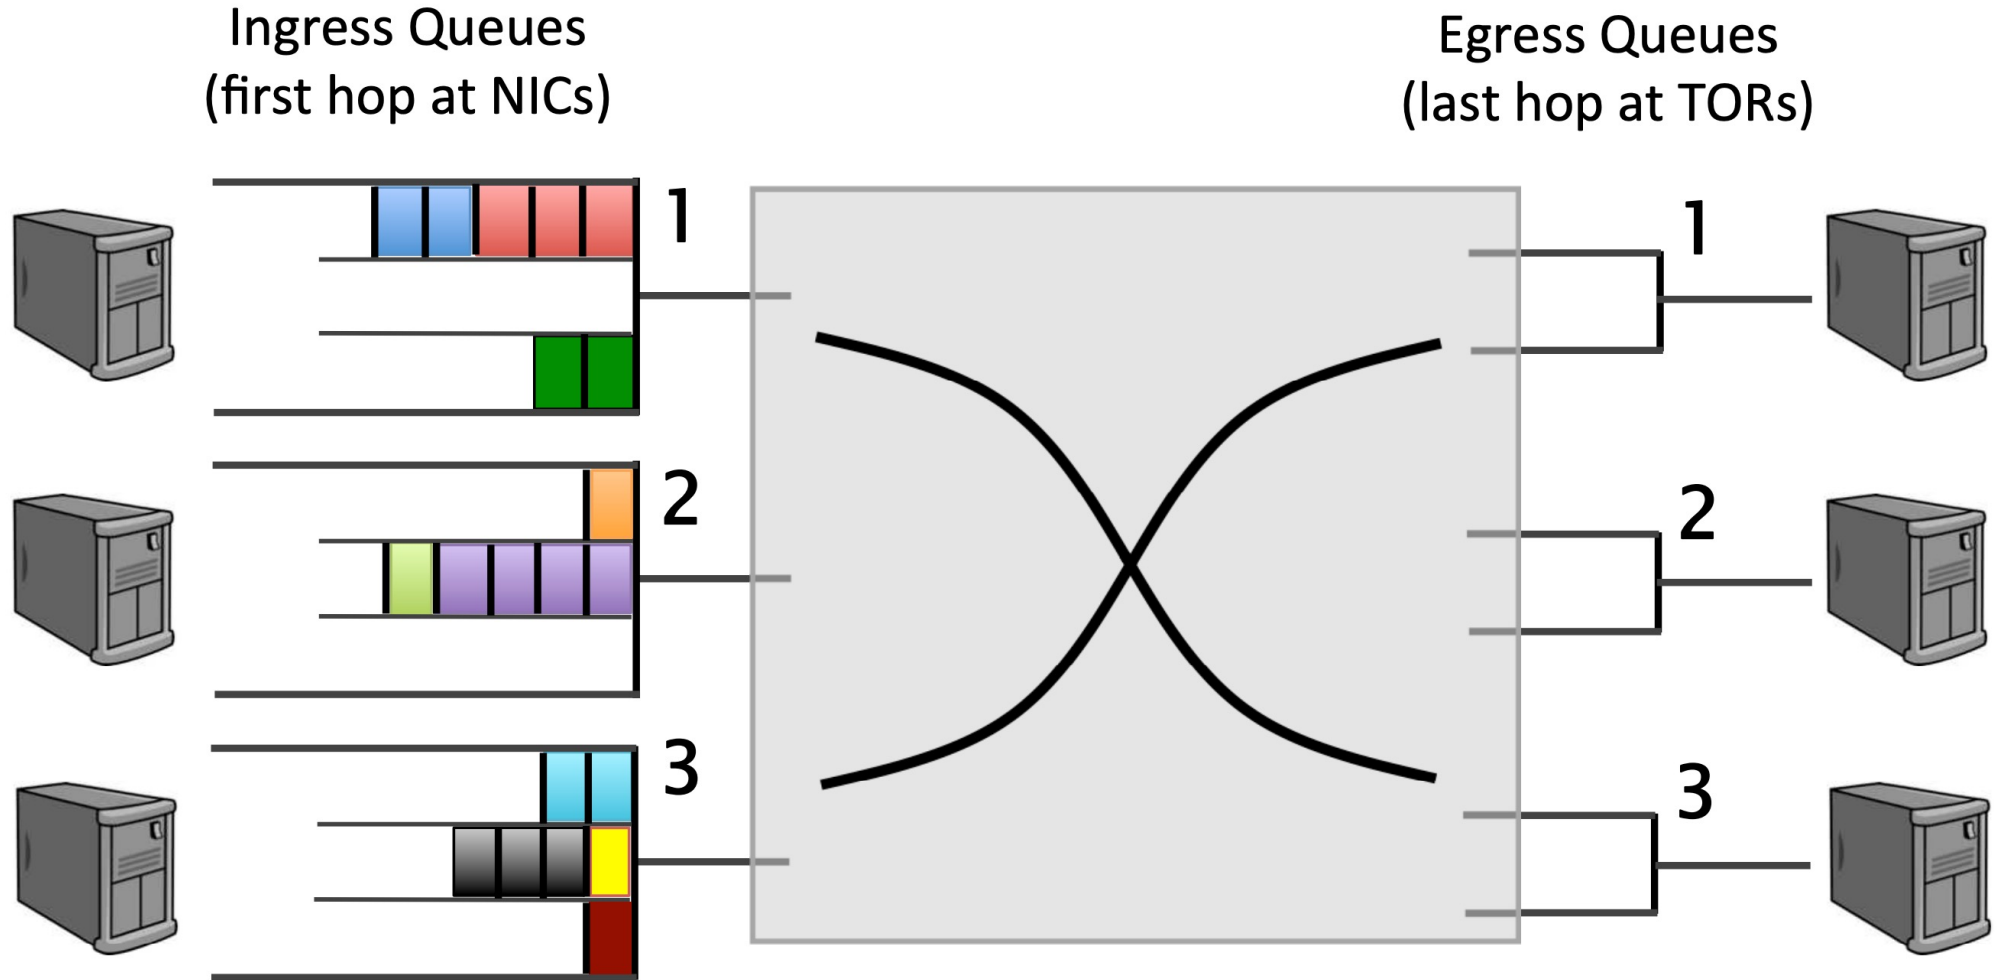 Ingress Queues
(first hop at NICs)
Egress Queues
(last hop at TORs)
1
2
3
1
2
3